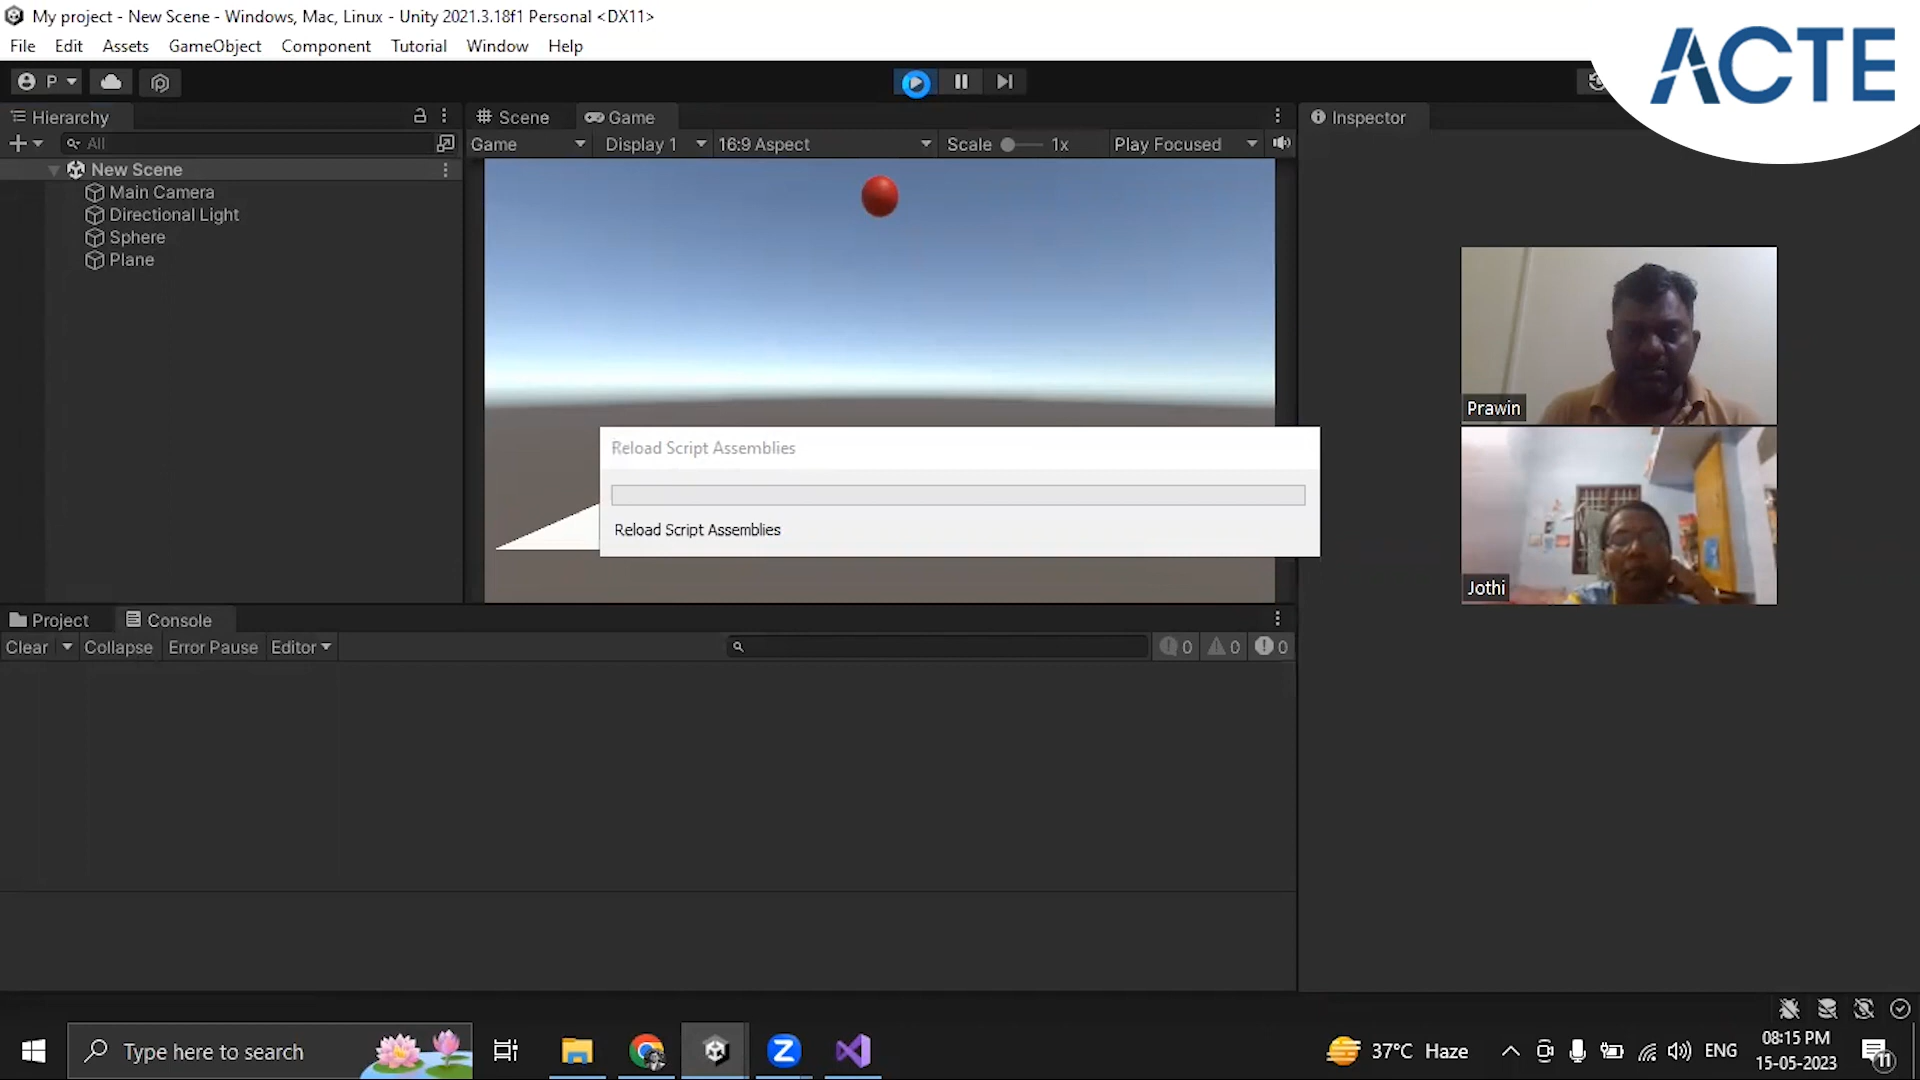 My project - New Scene - Windows, Mac, Linux - Unity 2021.3.18f1 Personal <DX11>
File Edit Assets GameObject Component Tutorial Window Help
ACTE
P
Hierarchy
Scene Game
Inspector
All
Game Display 1 16:9 Aspect Scale 1x Play Focused
New Scene
Main Camera
Directional Light
Sphere
Plane
Prawin
Reload Script Assemblies
Reload Script Assemblies
Jothi
Project Console
Clear Collapse Error Pause Editor 0 0 0
Type here to search
37°C Haze
ENG
08:15 PM
15-05-2023
11